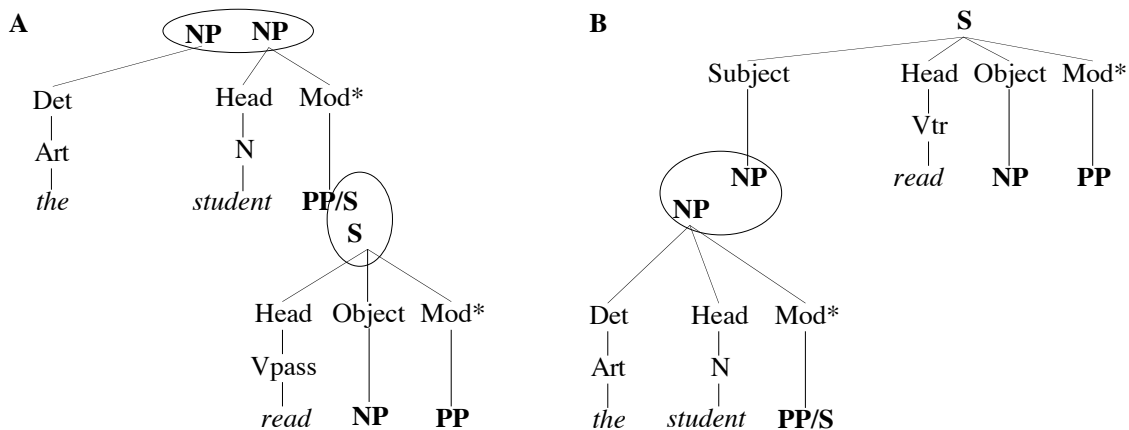 A NP NP B S
Subject Head Object Mod*
Det Head Mod*
Vtr
Art N
NP read NP PP
the student PP/S
NP
S
Head Object Mod* Det Head Mod*
Vpass Art N
read NP PP the student PP/S